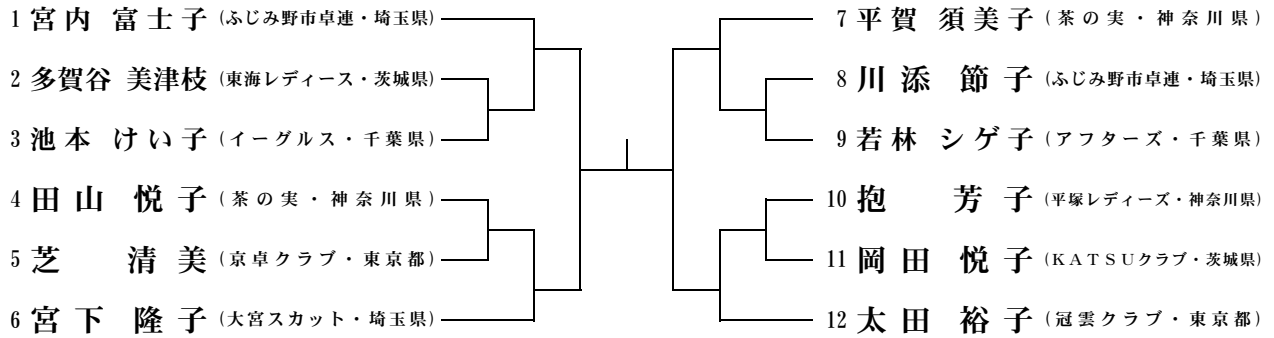 1 宮内 富士子 (ふじみ野市卓連・埼玉県)
2 多賀谷 美津枝 (東海レディース・茨城県)
3 池本 けい子 (イーグルス・千葉県)
4 田山 悦子 (茶の実・神奈川県)
5 芝 清美 (京卓クラブ・東京都)
6 宮下 隆子 (大宮スカット・埼玉県)
7 平賀 須美子 (茶の実・神奈川県)
8 川添 節子 (ふじみ野市卓連・埼玉県)
9 若林 シゲ子 (アフターズ・千葉県)
10 抱 芳子 (平塚レディーズ・神奈川県)
11 岡田 悦子 (KATSUクラブ・茨城県)
12 太田 裕子 (冠雲クラブ・東京都)